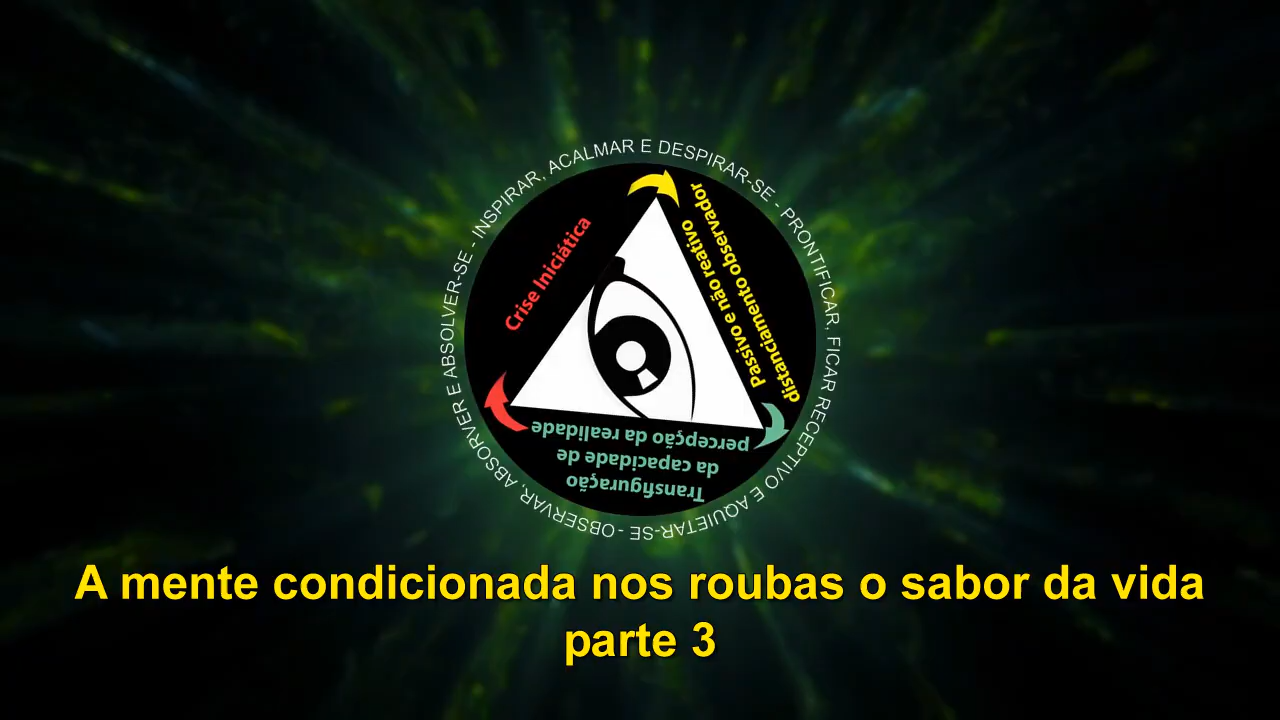 OBSERVAR, ABSORVER E ABSOLVER-SE - INSPIRAR, ACALMAR E DESPIRAR-SE - PRONTIFICAR, FICAR RECEPTIVO E AQUIETAR-SE -
Crise Iniciática
Passivo e não reativo
distanciamento observador
Transfiguração
da capacidade de
percepção da realidade
A mente condicionada nos roubas o sabor da vida
parte 3